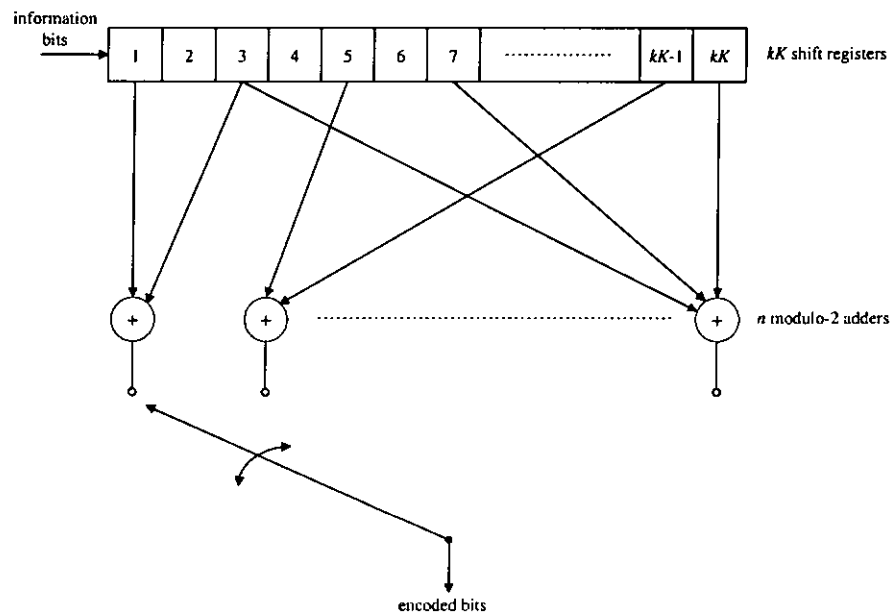 information
bits
1 2 3 4 5 6 7 kK-1 kK
kK shift registers
+ + +
n modulo-2 adders
encoded bits